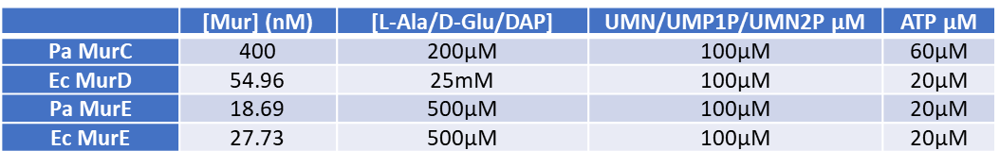 [Mur] (nM) [L-Ala/D-Glu/DAP] UMN/UMP1P/UMN2P µM ATP µM
Pa MurC 400 200µM 100µM 60µM
Ec MurD 54.96 25mM 100µM 20µM
Pa MurE 18.69 500µM 100µM 20µM
Ec MurE 27.73 500µM 100µM 20µM